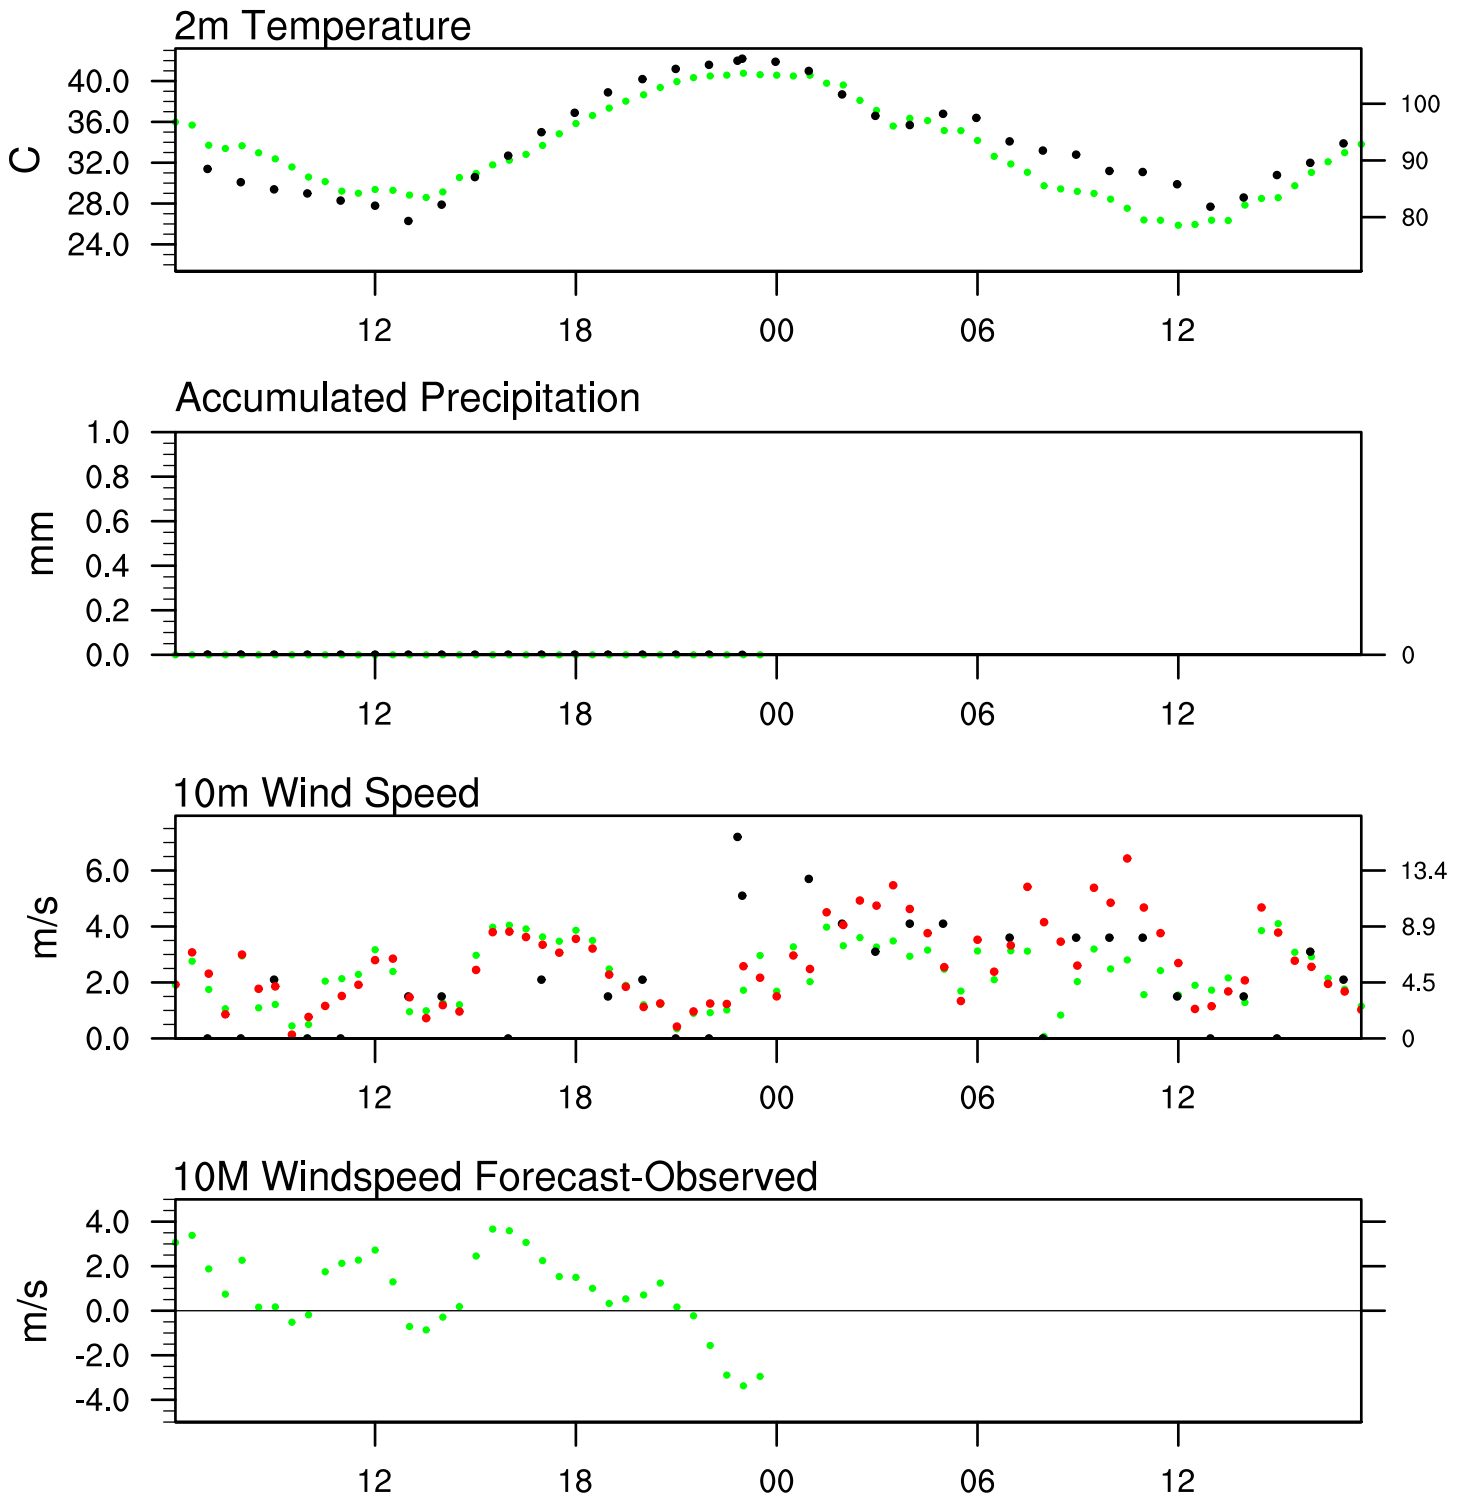 2m Temperature
C
40.0
36.0
32.0
28.0
24.0
100
90
80
12 18 00 06 12
Accumulated Precipitation
mm
1.0
0.8
0.6
0.4
0.2
0.0
0
12 18 00 06 12
10m Wind Speed
m/s
6.0
4.0
2.0
0.0
13.4
8.9
4.5
0
12 18 00 06 12
10M Windspeed Forecast-Observed
m/s
4.0
2.0
0.0
-2.0
-4.0
12 18 00 06 12